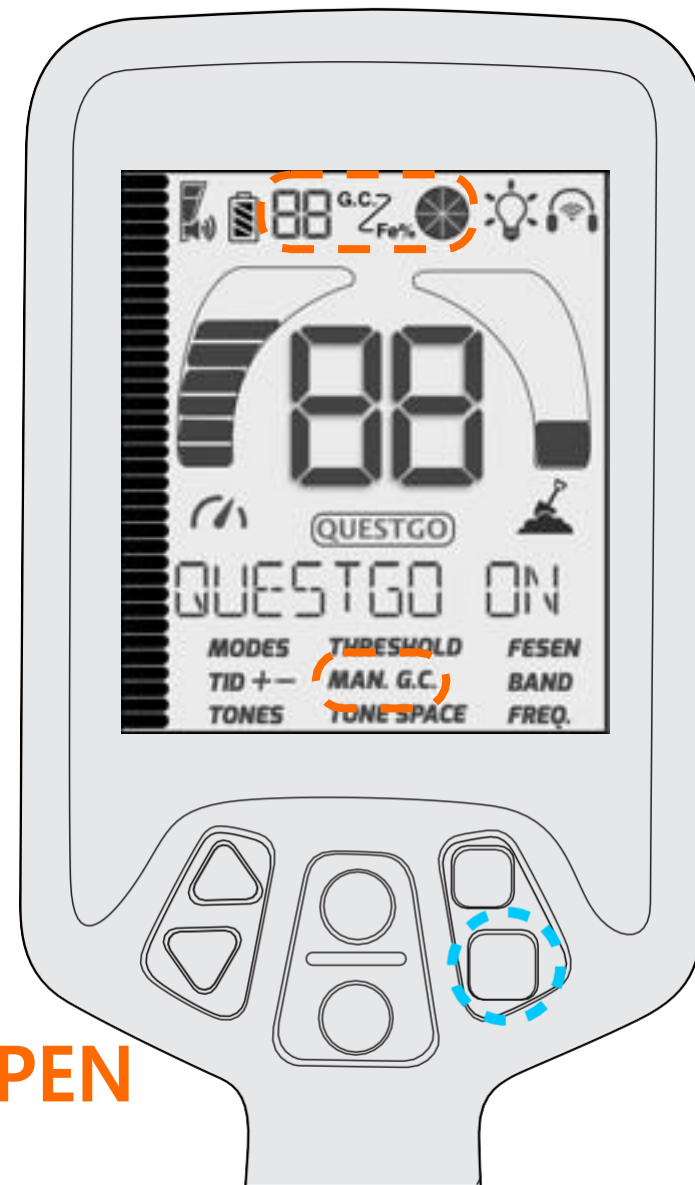 88 G.C. Fe%
88
QUESTGO
QUESTGO ON
MODES THRESHOLD FESEN
TID +− MAN. G.C. BAND
TONES TONE SPACE FREQ.
PEN